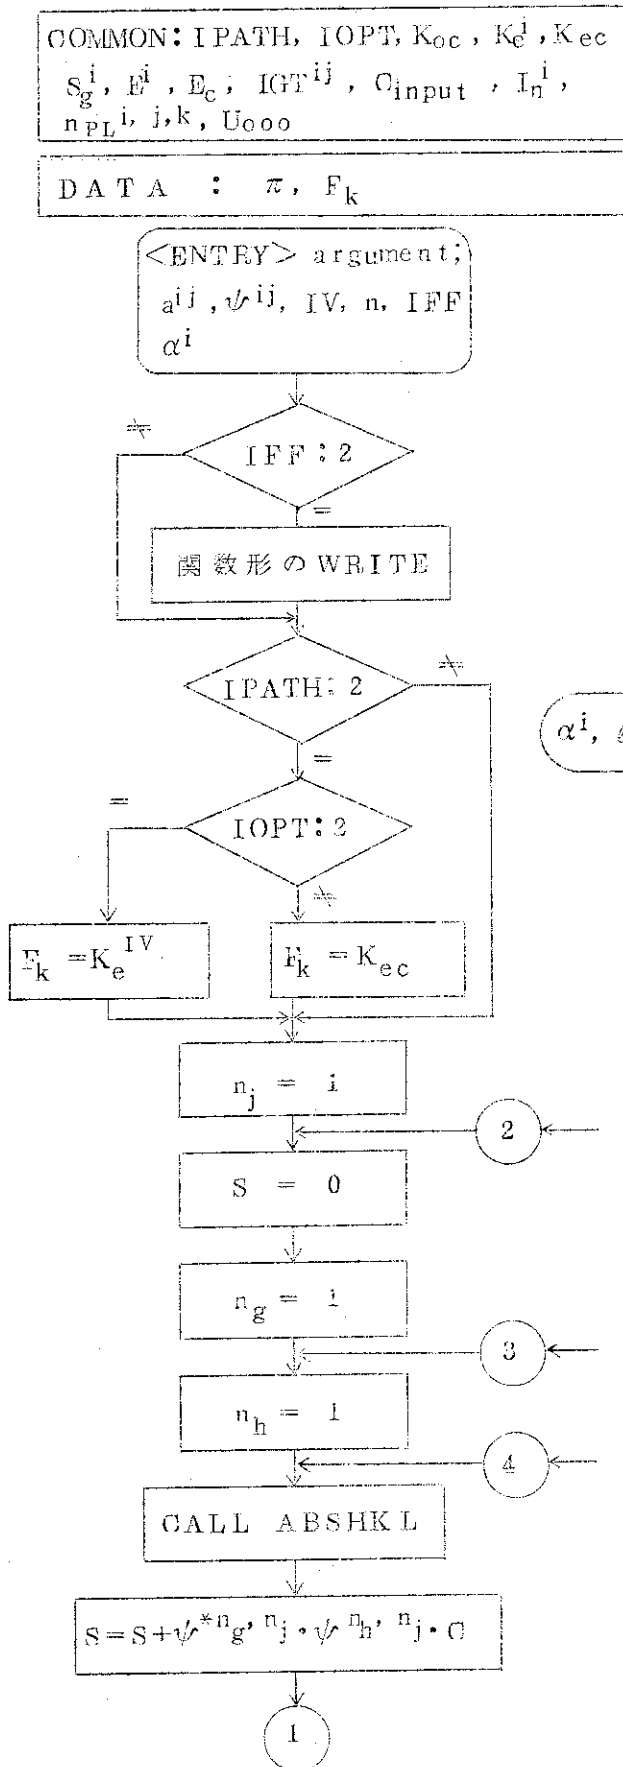 COMMON: IPATH, IOPT, K_oc, K_e^i, K_ec
S_g^i, E^i, E_c, IGT^ij, C_input, I_n^i,
n_PL^i,j,k, U_000
DATA : π, F_k
<ENTRY> argument;
a^ij, ψ^ij, IV, n, IFF
α^i
≠
IFF:2
=
関数形のWRITE
IPATH:2
≠
=
α^i,
=
IOPT:2
≠
F_k = K_e^IV
F_k = K_ec
n_j = 1
2
S = 0
n_g = 1
3
n_h = 1
4
CALL ABSHKL
S=S+ψ^*n_g, n_j・ψ^n_h, n_j・C
1